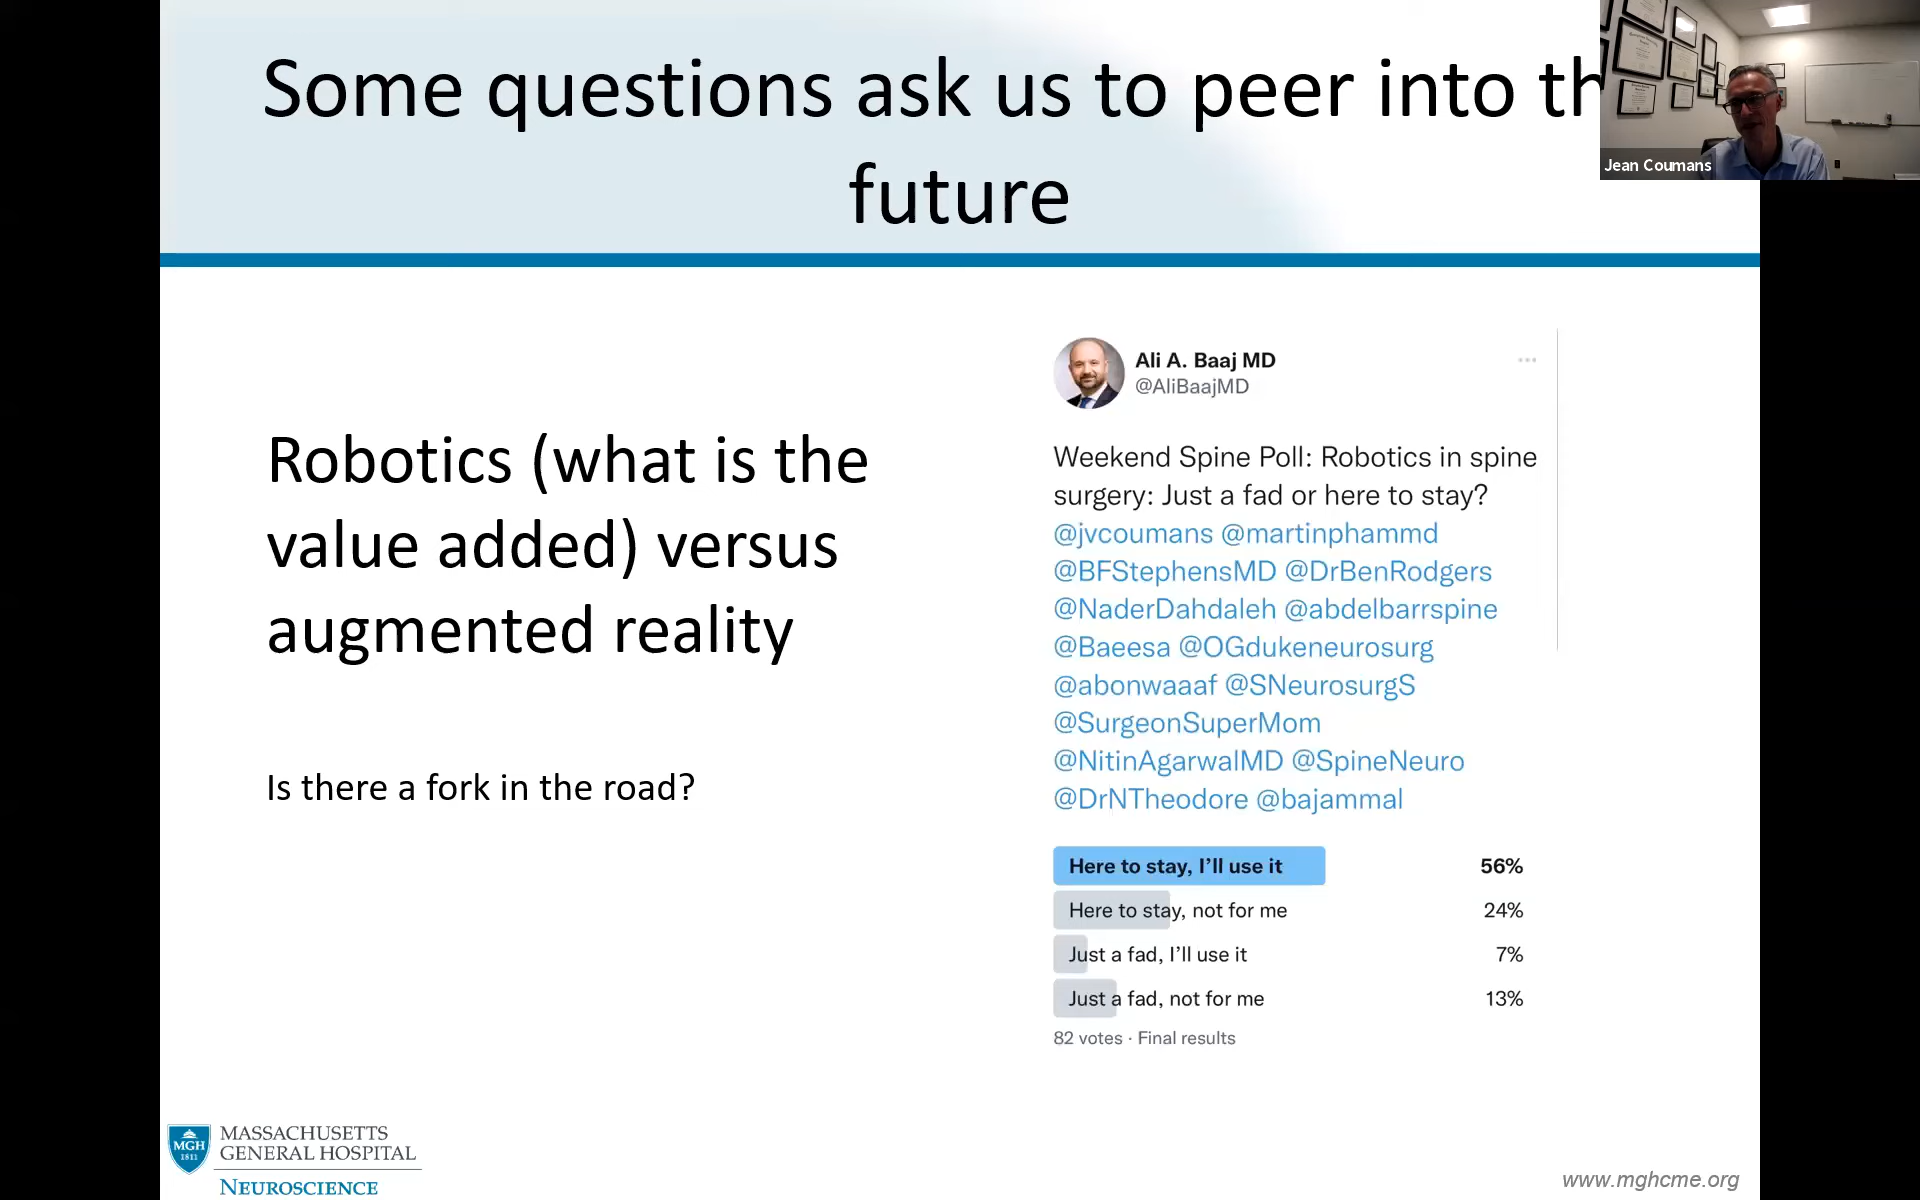 Some questions ask us to peer into th
future
Jean Coumans
Robotics (what is the
value added) versus
augmented reality
Is there a fork in the road?
Ali A. Baaj MD
@AliBaajMD
Weekend Spine Poll: Robotics in spine
surgery: Just a fad or here to stay?
@jvcoumans @martinphammd
@BFStephensMD @DrBenRodgers
@NaderDahdaleh @abdelbarrspine
@Baeesa @OGdukeneurosurg
@abonwaaaf @SNeurosurgS
@SurgeonSuperMom
@NitinAgarwalMD @SpineNeuro
@DrNTheodore @bajammal
Here to stay, I’ll use it 56%
Here to stay, not for me 24%
Just a fad, I’ll use it 7%
Just a fad, not for me 13%
82 votes · Final results
MGH
1811
MASSACHUSETTS
GENERAL HOSPITAL
NEUROSCIENCE
www.mghcme.org